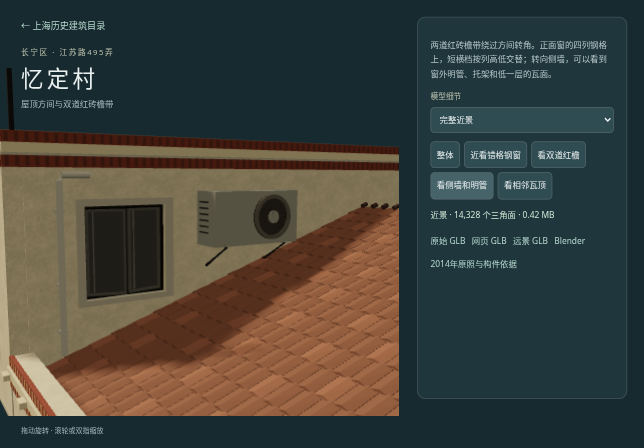 ← 上海历史建筑目录
长宁区 · 江苏路495弄
忆定村
屋顶方间与双道红砖檐带
两道红砖檐带绕过方间转角。正面窗的四列钢格
上，短横档按列高低交替；转向侧墙，可以看到
窗外明管、托架和低一层的瓦面。
模型细节
完整近景
整体
近看错格钢窗
看双道红檐
看侧墙和明管
看相邻瓦顶
近景 · 14,328 个三角面 · 0.42 MB
原始 GLB 网页 GLB 远景 GLB Blender
2014年原照与构件依据
拖动旋转 · 滚轮或双指缩放